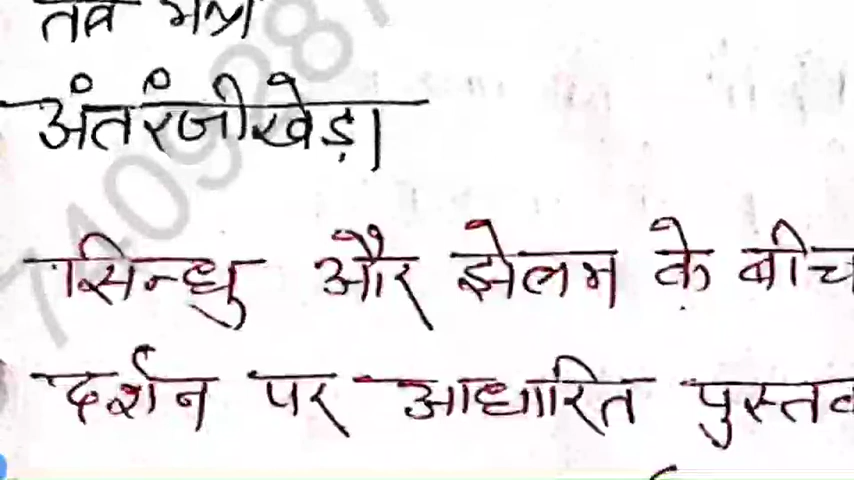 अंतरंजीखेड़ा
सिन्धु और झेलम के बीच
दर्शन पर आधारित